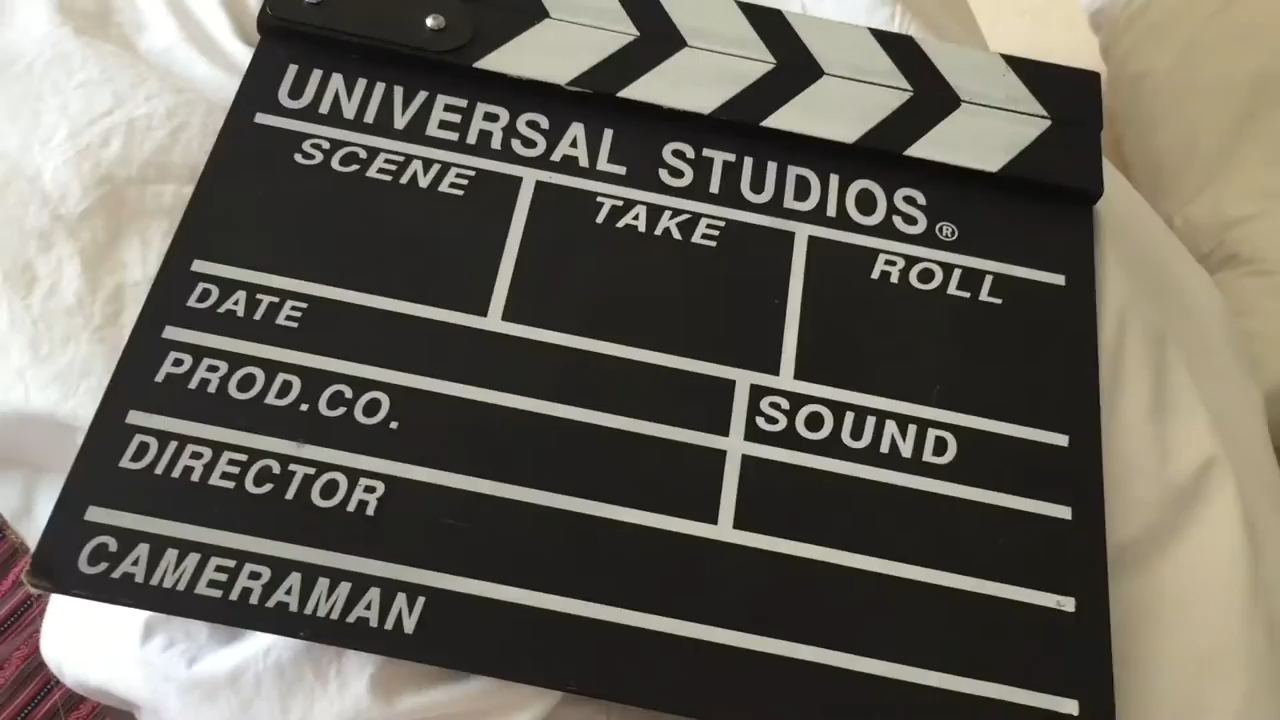 UNIVERSAL STUDIOS®
SCENE TAKE ROLL
DATE
PROD.CO. SOUND
DIRECTOR
CAMERAMAN